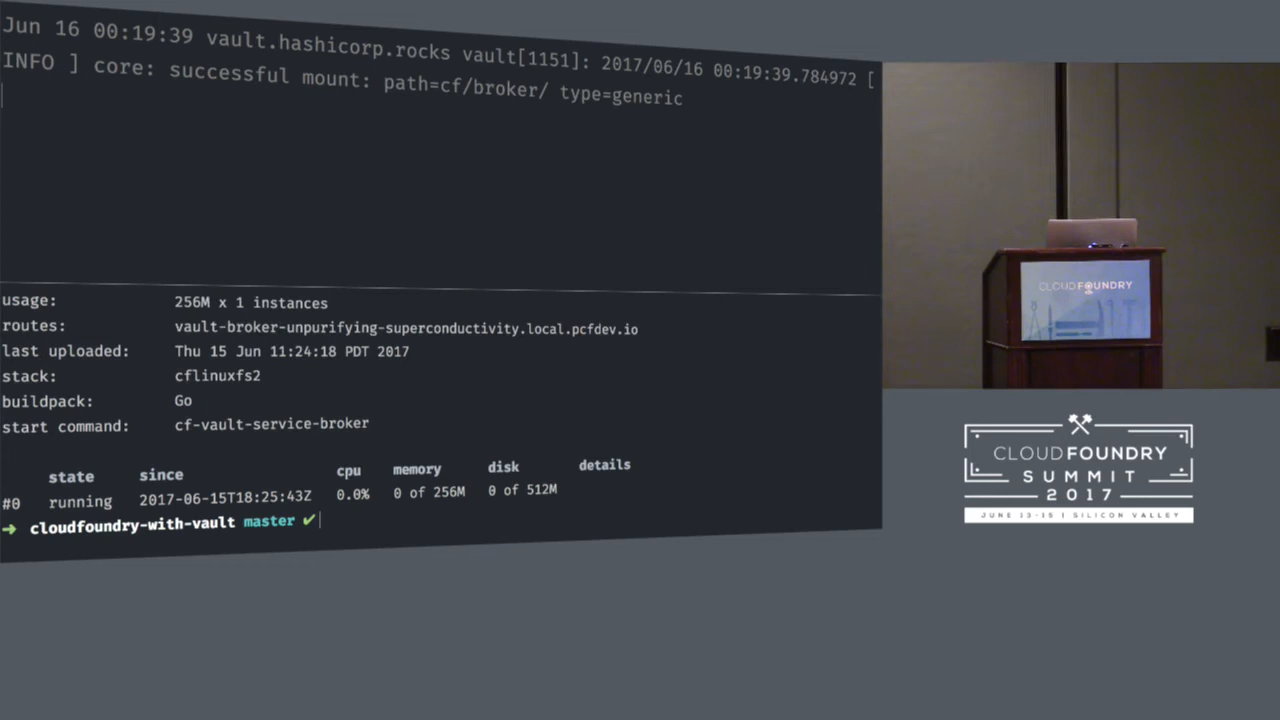 Jun 16 00:19:39 vault.hashicorp.rocks vault[1151]: 2017/06/16 00:19:39.784972 [
INFO ] core: successful mount: path=cf/broker/ type=generic
usage: 256M x 1 instances
routes: vault-broker-unpurifying-superconductivity.local.pcfdev.io
last uploaded: Thu 15 Jun 11:24:18 PDT 2017
stack: cflinuxfs2
buildpack: Go
start command: cf-vault-service-broker
state since cpu memory disk details
#0 running 2017-06-15T18:25:43Z 0.0% 0 of 256M 0 of 512M
➜ cloudfoundry-with-vault master ✔
CLOUDFOUNDRY
CLOUDFOUNDRY
SUMMIT
2017
JUNE 13-15 | SILICON VALLEY